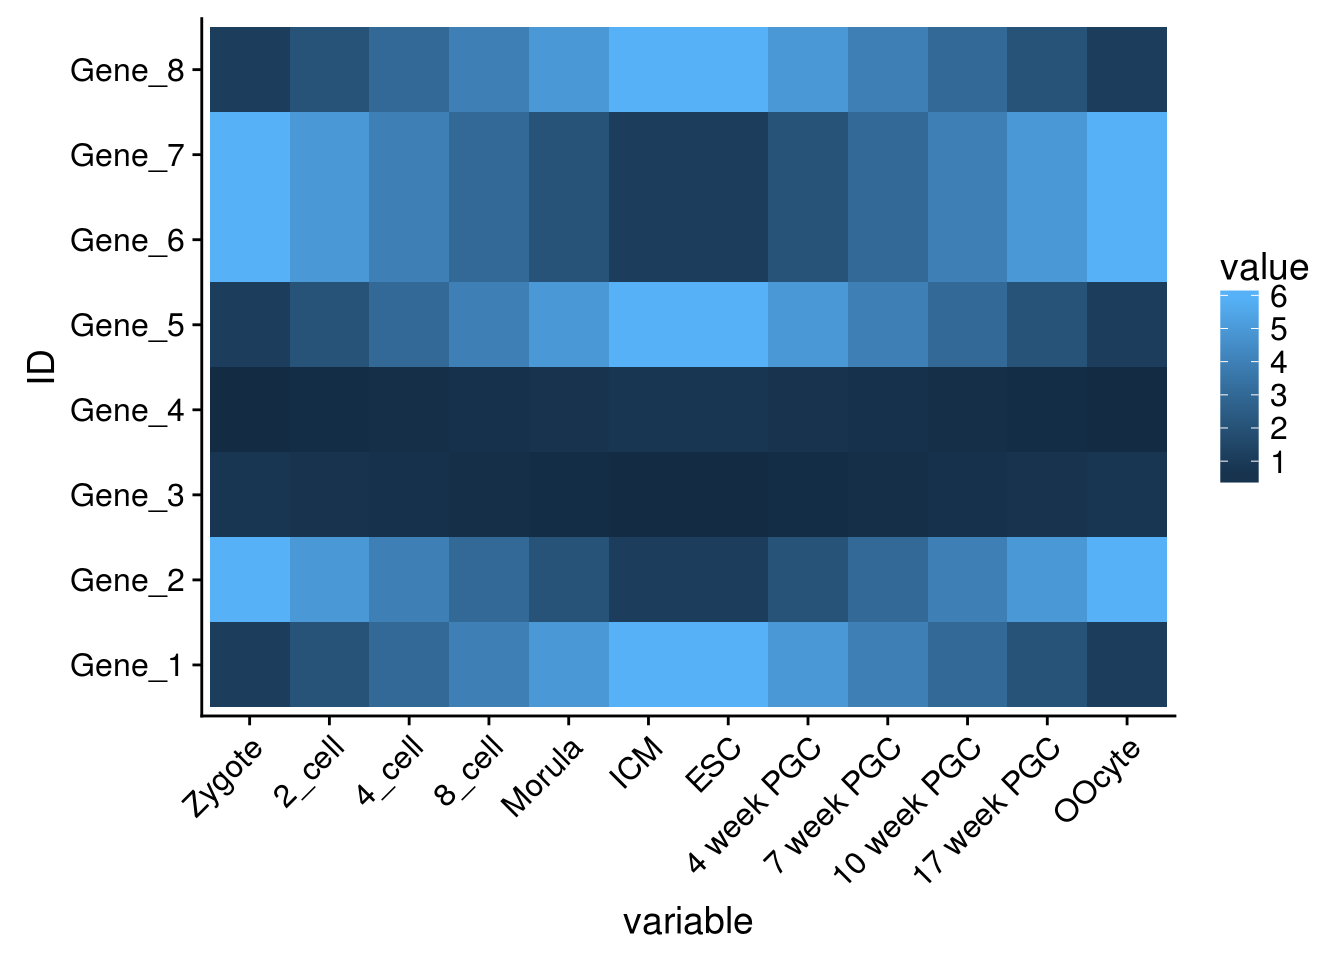 Gene_8
Gene_7
Gene_6
Gene_5
Gene_4
Gene_3
Gene_2
Gene_1
ID
Zygote
2_cell
4_cell
8_cell
Morula
ICM
ESC
4 week PGC
7 week PGC
10 week PGC
17 week PGC
OOcyte
variable
value
6
5
4
3
2
1